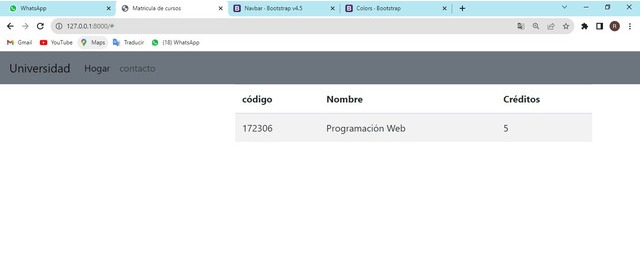 WhatsApp
Matricula de cursos
Navbar - Bootstrap v4.5
Colors - Bootstrap
127.0.0.1:8000/#
R
Gmail YouTube Maps Traducir (18) WhatsApp
Universidad Hogar contacto
código Nombre Créditos
172306 Programación Web 5